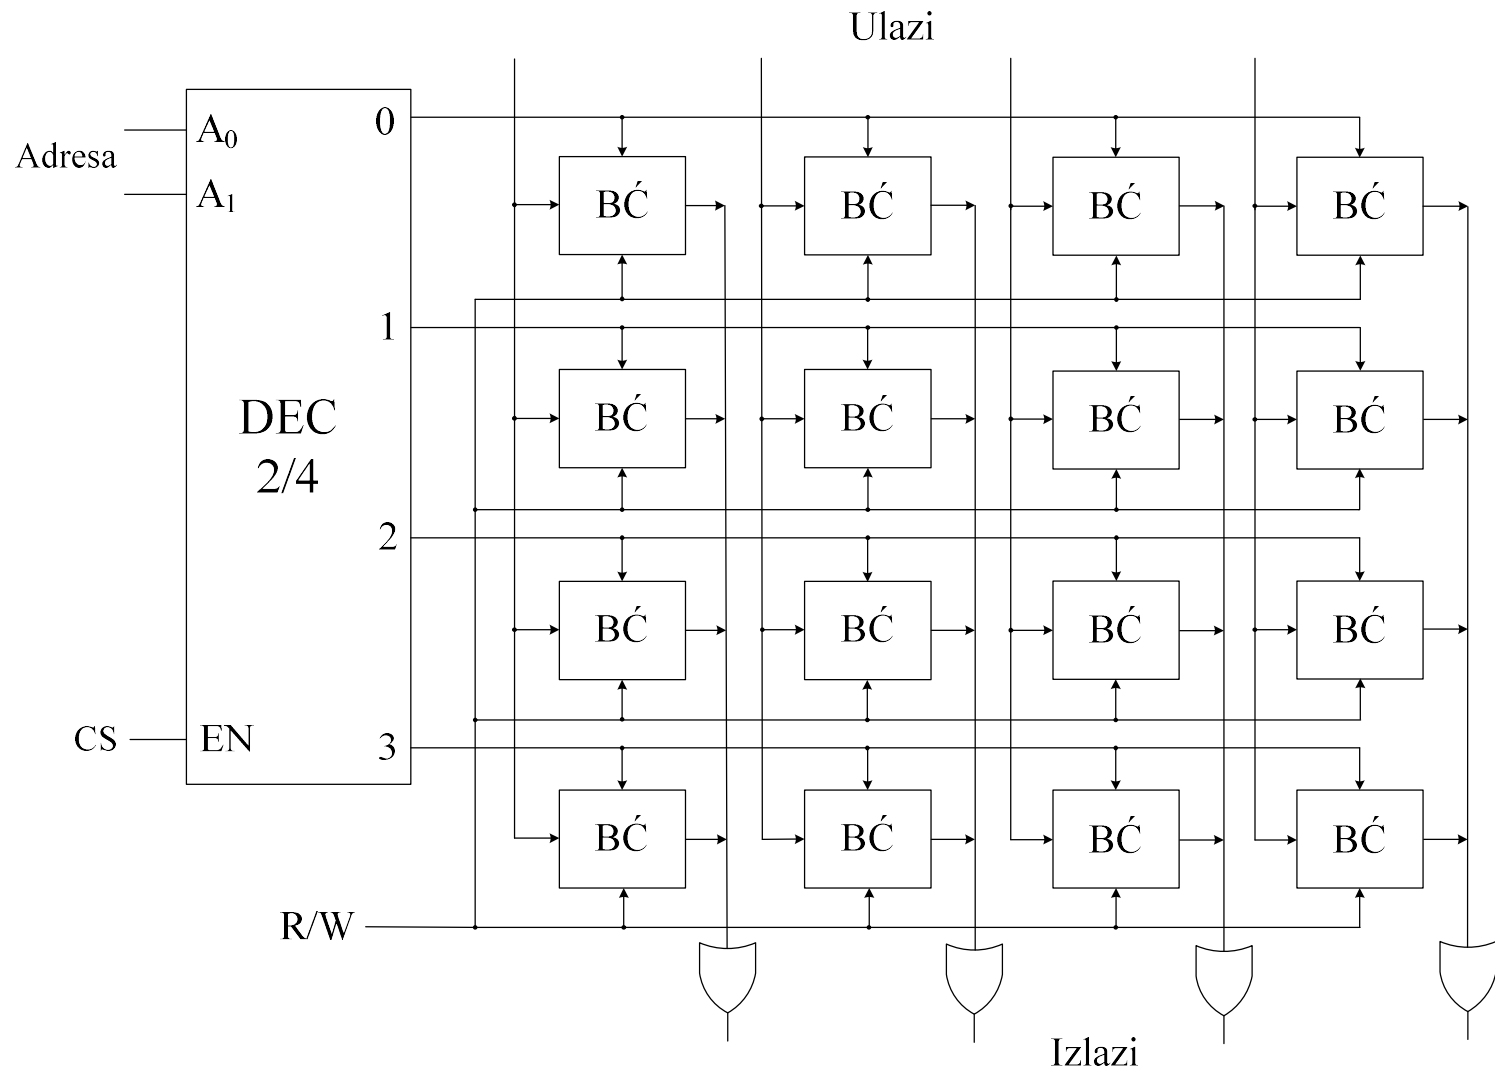 Ulazi
Adresa
A₀
A₁
0
1
2
3
DEC
2/4
CS
EN
BĆ BĆ BĆ BĆ
BĆ BĆ BĆ BĆ
BĆ BĆ BĆ BĆ
BĆ BĆ BĆ BĆ
R/W
Izlazi